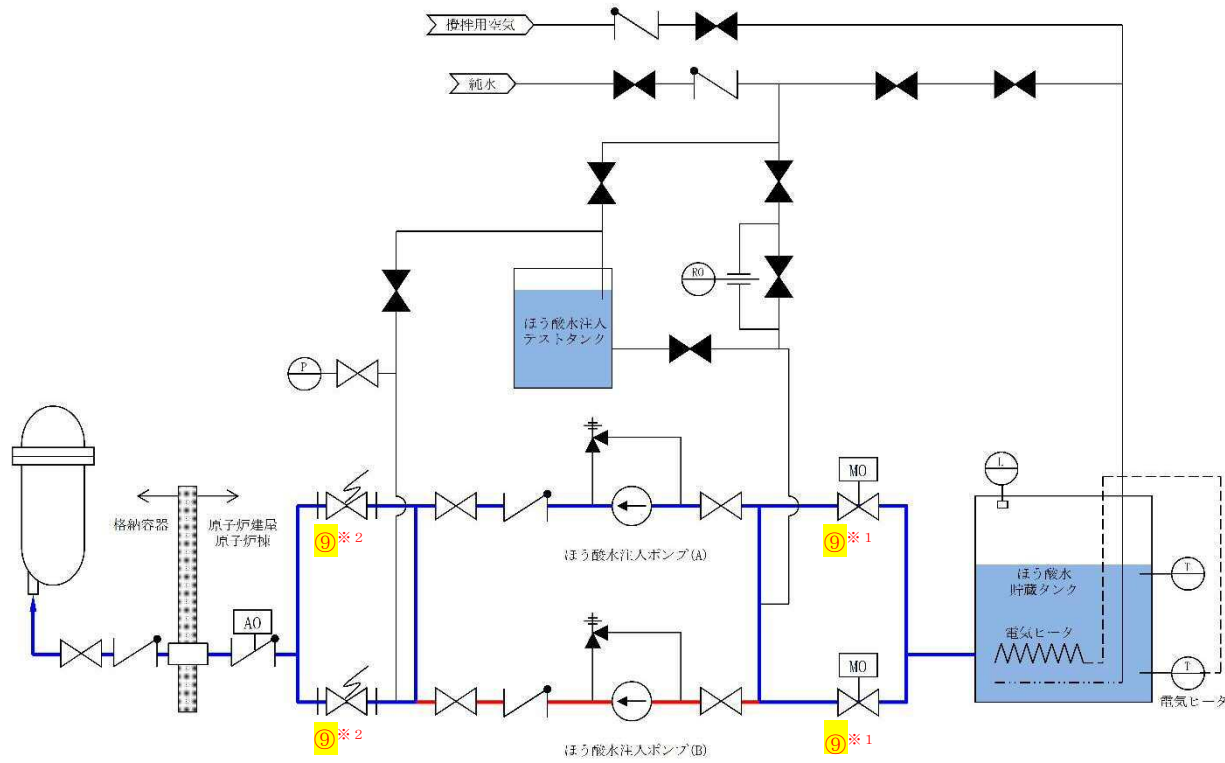 攪拌用空気
純水
RO
ほう酸水注入
テストタンク
P
MO
L
格納容器
原子炉建屋
原子炉棟
⑨※2
ほう酸水注入ポンプ(A)
⑨※1
ほう酸水
貯蔵タンク
T
AO
電気ヒータ
MO
T
電気ヒータ
⑨※2
ほう酸水注入ポンプ(B)
⑨※1